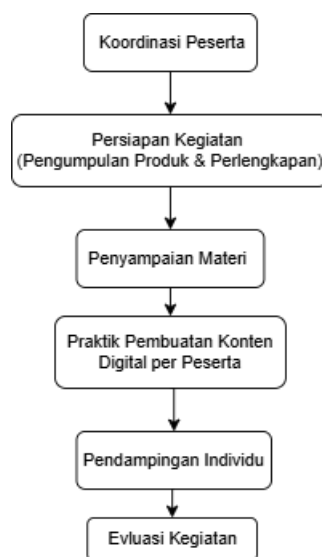 Koordinasi Peserta
Persiapan Kegiatan
(Pengumpulan Produk & Perlengkapan)
Penyampaian Materi
Praktik Pembuatan Konten
Digital per Peserta
Pendampingan Individu
Evluasi Kegiatan